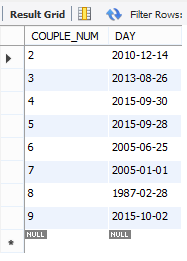 Result Grid Filter Rows:
COUPLE_NUM DAY
2 2010-12-14
3 2013-08-26
4 2015-09-30
5 2015-09-28
6 2005-06-25
7 2005-01-01
8 1987-02-28
9 2015-10-02
NULL NULL